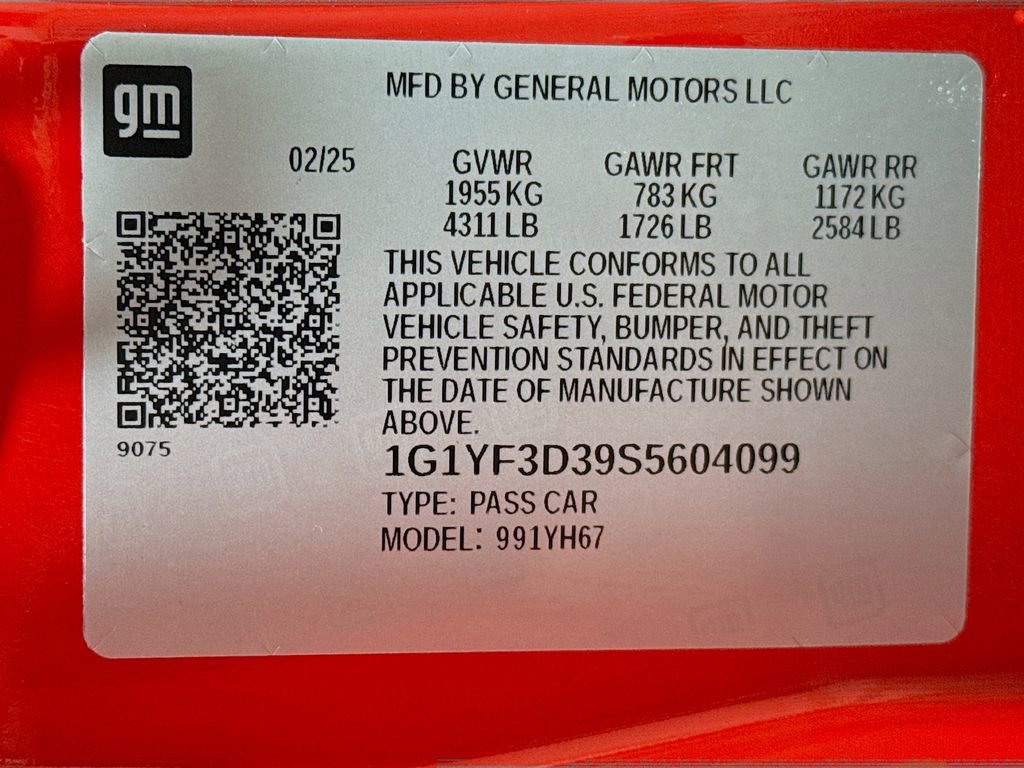 gm
MFD BY GENERAL MOTORS LLC
02/25 GVWR GAWR FRT GAWR RR
1955 KG 783 KG 1172 KG
4311 LB 1726 LB 2584 LB
THIS VEHICLE CONFORMS TO ALL
APPLICABLE U.S. FEDERAL MOTOR
VEHICLE SAFETY, BUMPER, AND THEFT
PREVENTION STANDARDS IN EFFECT ON
THE DATE OF MANUFACTURE SHOWN
ABOVE.
9075
1G1YF3D39S5604099
TYPE: PASS CAR
MODEL: 991YH67